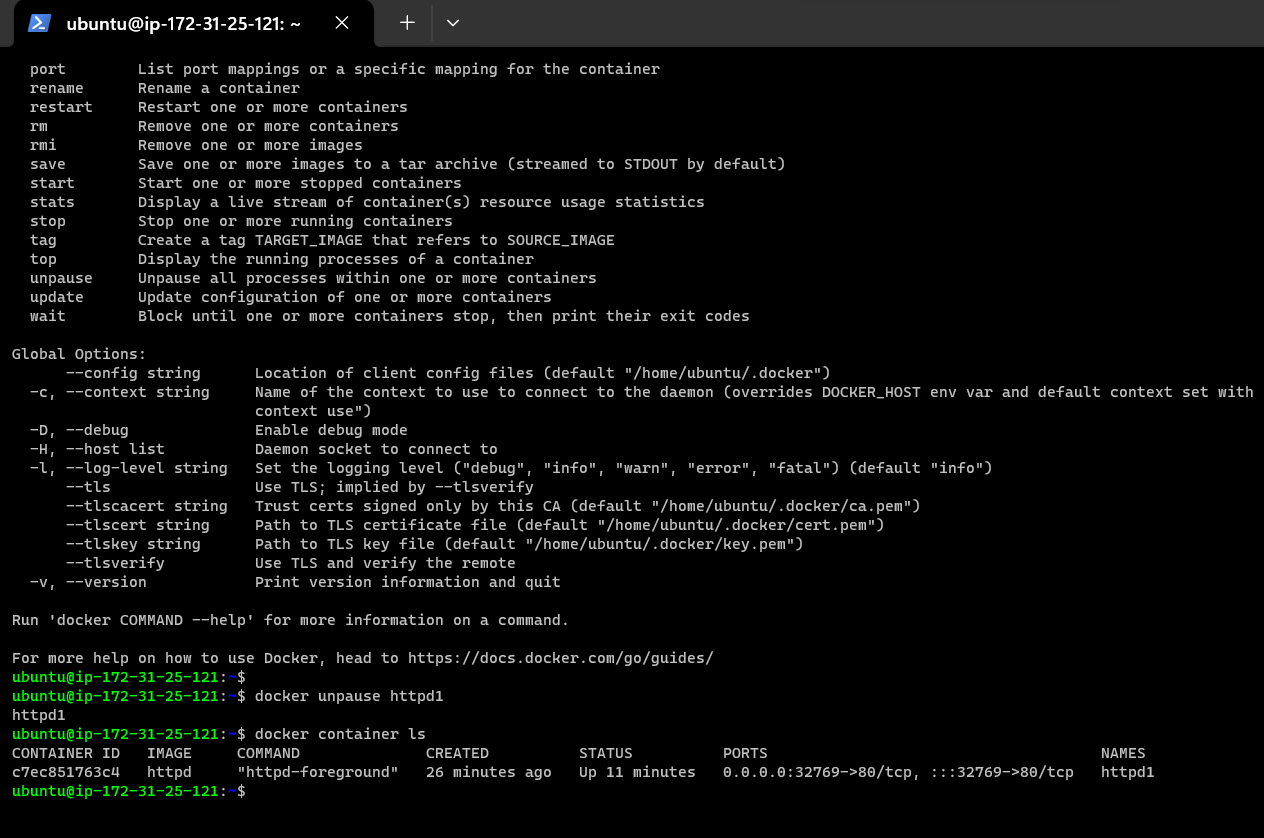 ubuntu@ip-172-31-25-121: ~
port        List port mappings or a specific mapping for the container
rename      Rename a container
restart     Restart one or more containers
rm          Remove one or more containers
rmi         Remove one or more images
save        Save one or more images to a tar archive (streamed to STDOUT by default)
start       Start one or more stopped containers
stats       Display a live stream of container(s) resource usage statistics
stop        Stop one or more running containers
tag         Create a tag TARGET_IMAGE that refers to SOURCE_IMAGE
top         Display the running processes of a container
unpause     Unpause all processes within one or more containers
update      Update configuration of one or more containers
wait        Block until one or more containers stop, then print their exit codes
Global Options:
      --config string      Location of client config files (default "/home/ubuntu/.docker")
  -c, --context string     Name of the context to use to connect to the daemon (overrides DOCKER_HOST env var and default context set with
                           context use")
  -D, --debug              Enable debug mode
  -H, --host list          Daemon socket to connect to
  -l, --log-level string   Set the logging level ("debug", "info", "warn", "error", "fatal") (default "info")
      --tls                Use TLS; implied by --tlsverify
      --tlscacert string   Trust certs signed only by this CA (default "/home/ubuntu/.docker/ca.pem")
      --tlscert string     Path to TLS certificate file (default "/home/ubuntu/.docker/cert.pem")
      --tlskey string      Path to TLS key file (default "/home/ubuntu/.docker/key.pem")
      --tlsverify          Use TLS and verify the remote
  -v, --version            Print version information and quit
Run 'docker COMMAND --help' for more information on a command.
For more help on how to use Docker, head to https://docs.docker.com/go/guides/
ubuntu@ip-172-31-25-121:~$
ubuntu@ip-172-31-25-121:~$ docker unpause httpd1
httpd1
ubuntu@ip-172-31-25-121:~$ docker container ls
CONTAINER ID   IMAGE     COMMAND              CREATED          STATUS          PORTS                                     NAMES
c7ec851763c4   httpd     "httpd-foreground"   26 minutes ago   Up 11 minutes   0.0.0.0:32769->80/tcp, :::32769->80/tcp   httpd1
ubuntu@ip-172-31-25-121:~$